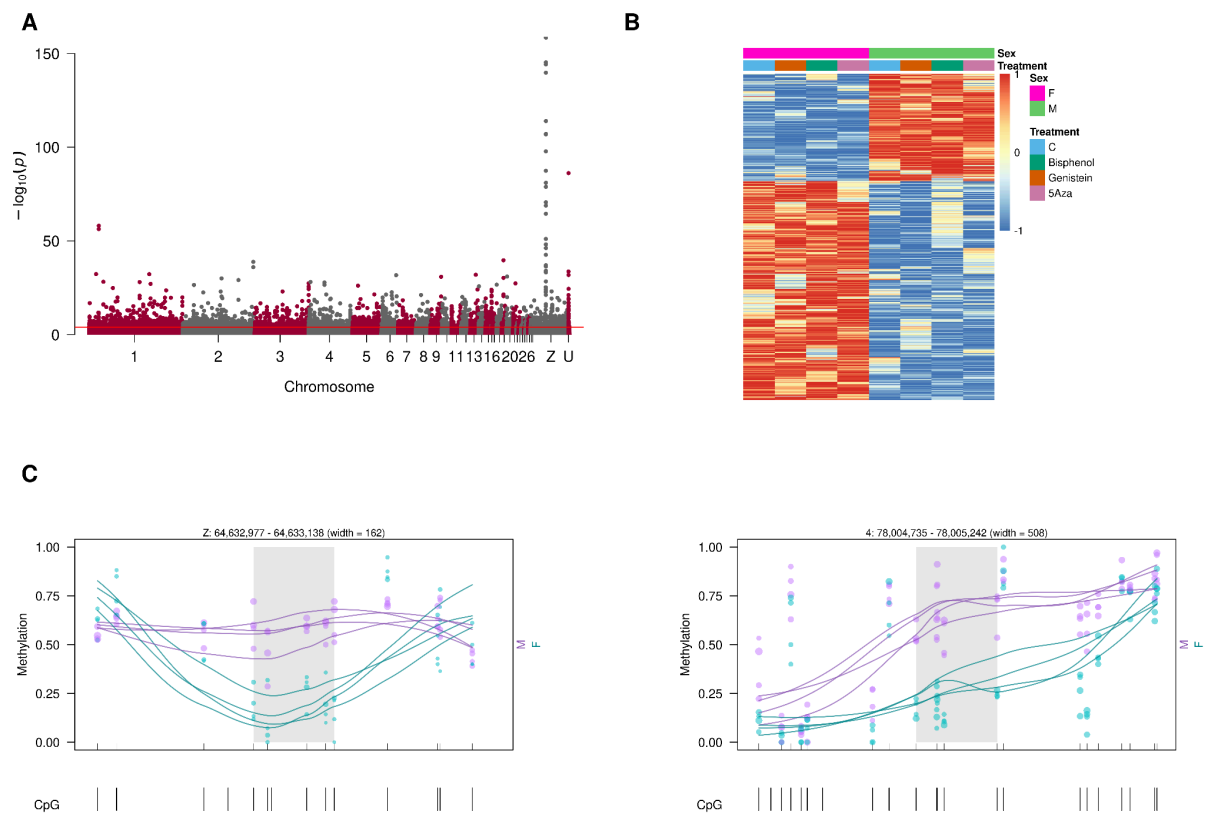 A
150
100
50
0
− log10(p)
1 2 3 4 5 6 7 8 9 11 13 16 20 26 Z U
Chromosome
B
Sex
Treatment
1
0
-1
Sex
F
M
Treatment
C
Bisphenol
Genistein
5Aza
C
Z: 64,632,977 - 64,633,138 (width = 162)
1.00
0.75
0.50
0.25
0.00
Methylation
M
F
CpG
4: 78,004,735 - 78,005,242 (width = 508)
1.00
0.75
0.50
0.25
0.00
Methylation
M
F
CpG